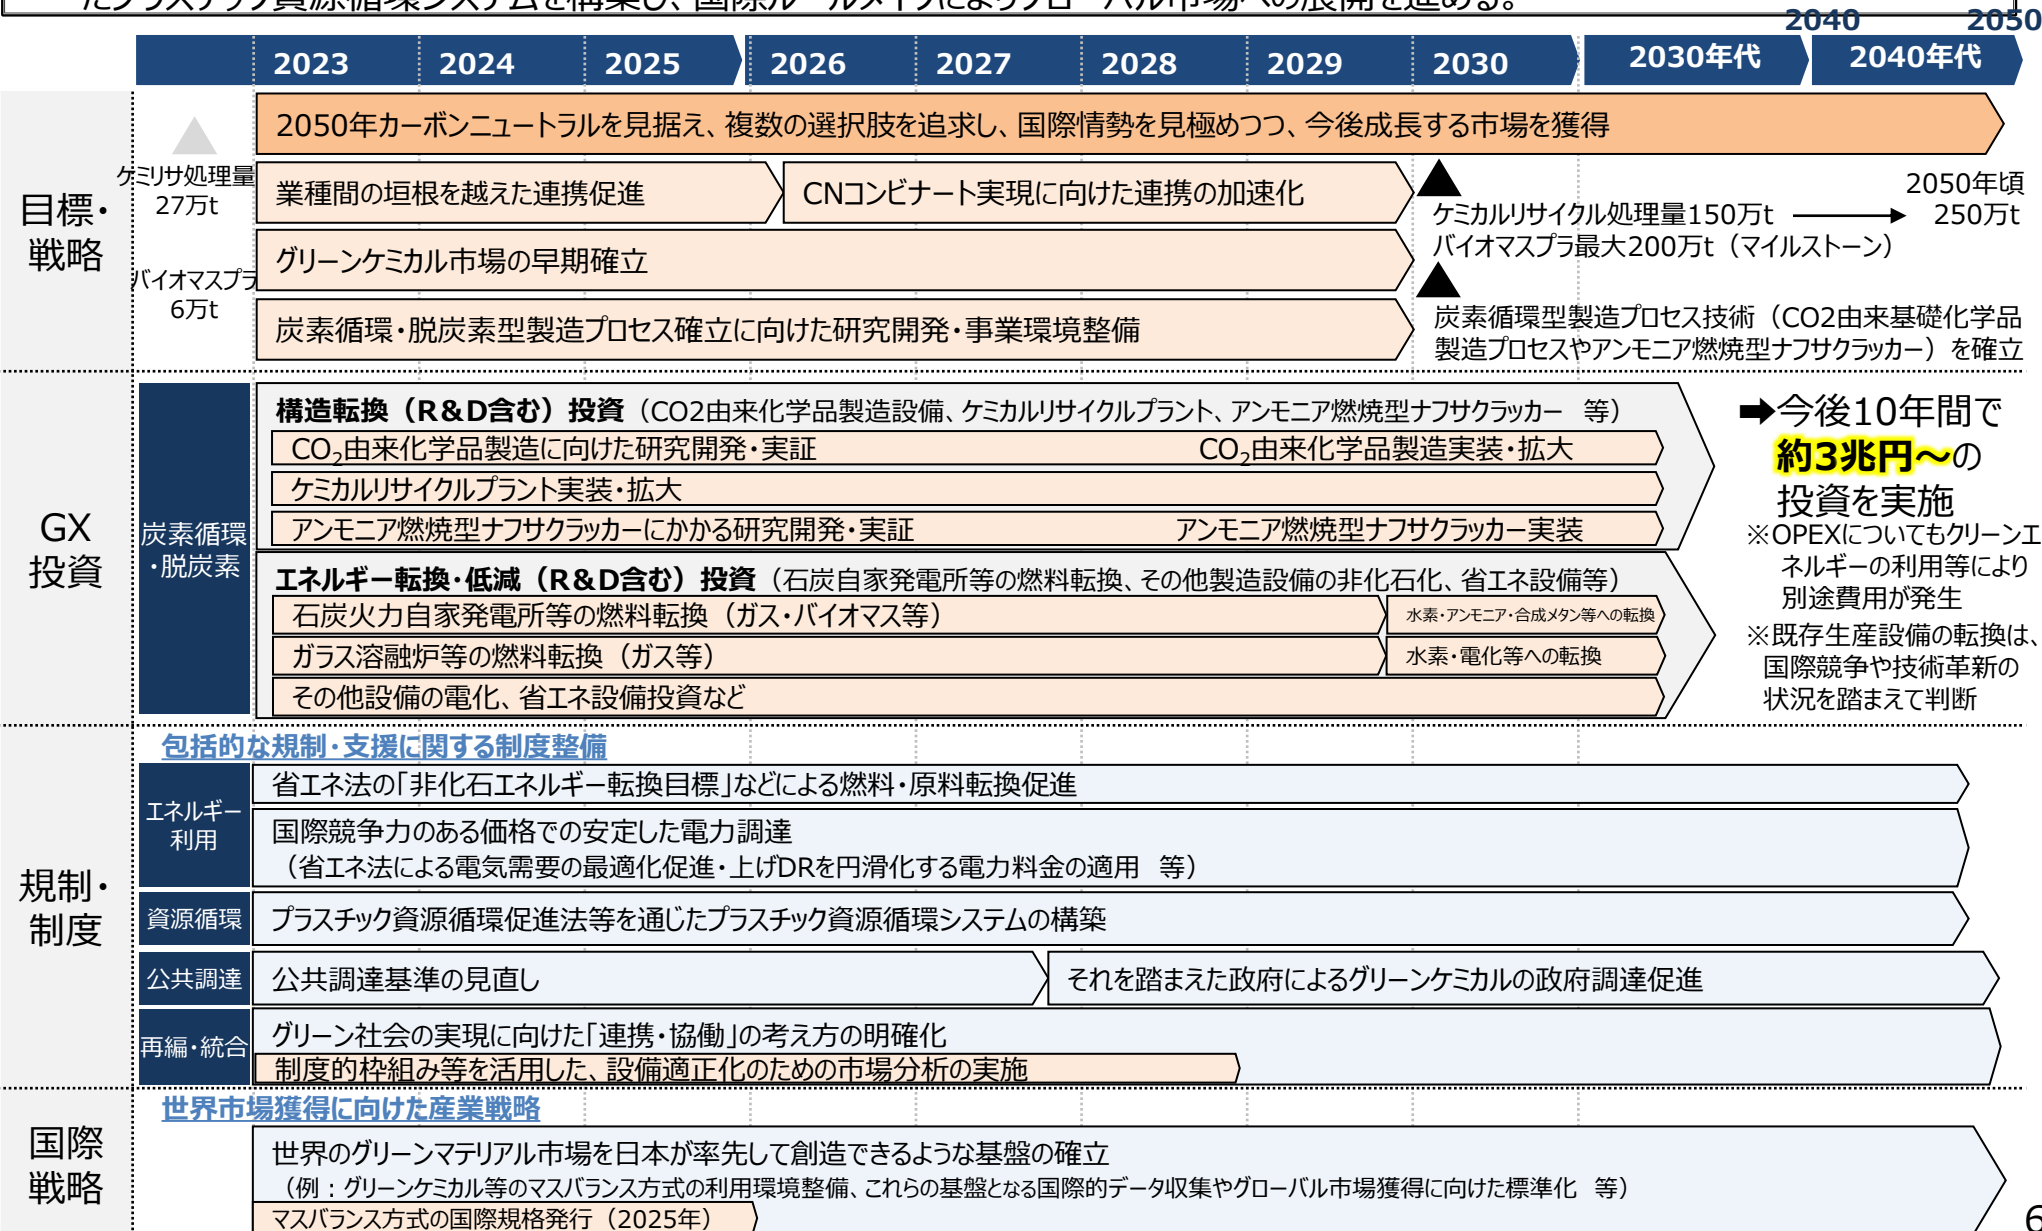 たプラスチック資源循環システムを構築し、国際ルールメイクによりグローバル市場への展開を進める。
2040 2050
2023 2024 2025 2026 2027 2028 2029 2030 2030年代 2040年代
目標・
戦略
ケミリサ処理量
27万t
バイオマスプラ
6万t
2050年カーボンニュートラルを見据え、複数の選択肢を追求し、国際情勢を見極めつつ、今後成長する市場を獲得
業種間の垣根を越えた連携促進
CNコンビナート実現に向けた連携の加速化
グリーンケミカル市場の早期確立
炭素循環・脱炭素型製造プロセス確立に向けた研究開発・事業環境整備
2050年頃
ケミカルリサイクル処理量150万t 250万t
バイオマスプラ最大200万t（マイルストーン）
炭素循環型製造プロセス技術（CO2由来基礎化学品
製造プロセスやアンモニア燃焼型ナフサクラッカー）を確立
GX
投資
炭素循環
・脱炭素
構造転換（R＆D含む）投資（CO2由来化学品製造設備、ケミカルリサイクルプラント、アンモニア燃焼型ナフサクラッカー 等）
CO2由来化学品製造に向けた研究開発・実証 CO2由来化学品製造実装・拡大
ケミカルリサイクルプラント実装・拡大
アンモニア燃焼型ナフサクラッカーにかかる研究開発・実証 アンモニア燃焼型ナフサクラッカー実装
エネルギー転換・低減（R＆D含む）投資（石炭自家発電所等の燃料転換、その他製造設備の非化石化、省エネ設備等）
石炭火力自家発電所等の燃料転換（ガス・バイオマス等） 水素・アンモニア・合成メタン等への転換
ガラス溶融炉等の燃料転換（ガス等） 水素・電化等への転換
その他設備の電化、省エネ設備投資など
➡今後10年間で
約3兆円～の
投資を実施
※OPEXについてもクリーンエ
ネルギーの利用等により
別途費用が発生
※既存生産設備の転換は、
国際競争や技術革新の
状況を踏まえて判断
規制・
制度
包括的な規制・支援に関する制度整備
エネルギー
利用
省エネ法の「非化石エネルギー転換目標」などによる燃料・原料転換促進
国際競争力のある価格での安定した電力調達
（省エネ法による電気需要の最適化促進・上げDRを円滑化する電力料金の適用 等）
資源循環
プラスチック資源循環促進法等を通じたプラスチック資源循環システムの構築
公共調達
公共調達基準の見直し
それを踏まえた政府によるグリーンケミカルの政府調達促進
再編・統合
グリーン社会の実現に向けた「連携・協働」の考え方の明確化
制度的枠組み等を活用した、設備適正化のための市場分析の実施
国際
戦略
世界市場獲得に向けた産業戦略
世界のグリーンマテリアル市場を日本が率先して創造できるような基盤の確立
（例：グリーンケミカル等のマスバランス方式の利用環境整備、これらの基盤となる国際的データ収集やグローバル市場獲得に向けた標準化 等）
マスバランス方式の国際規格発行（2025年）
6